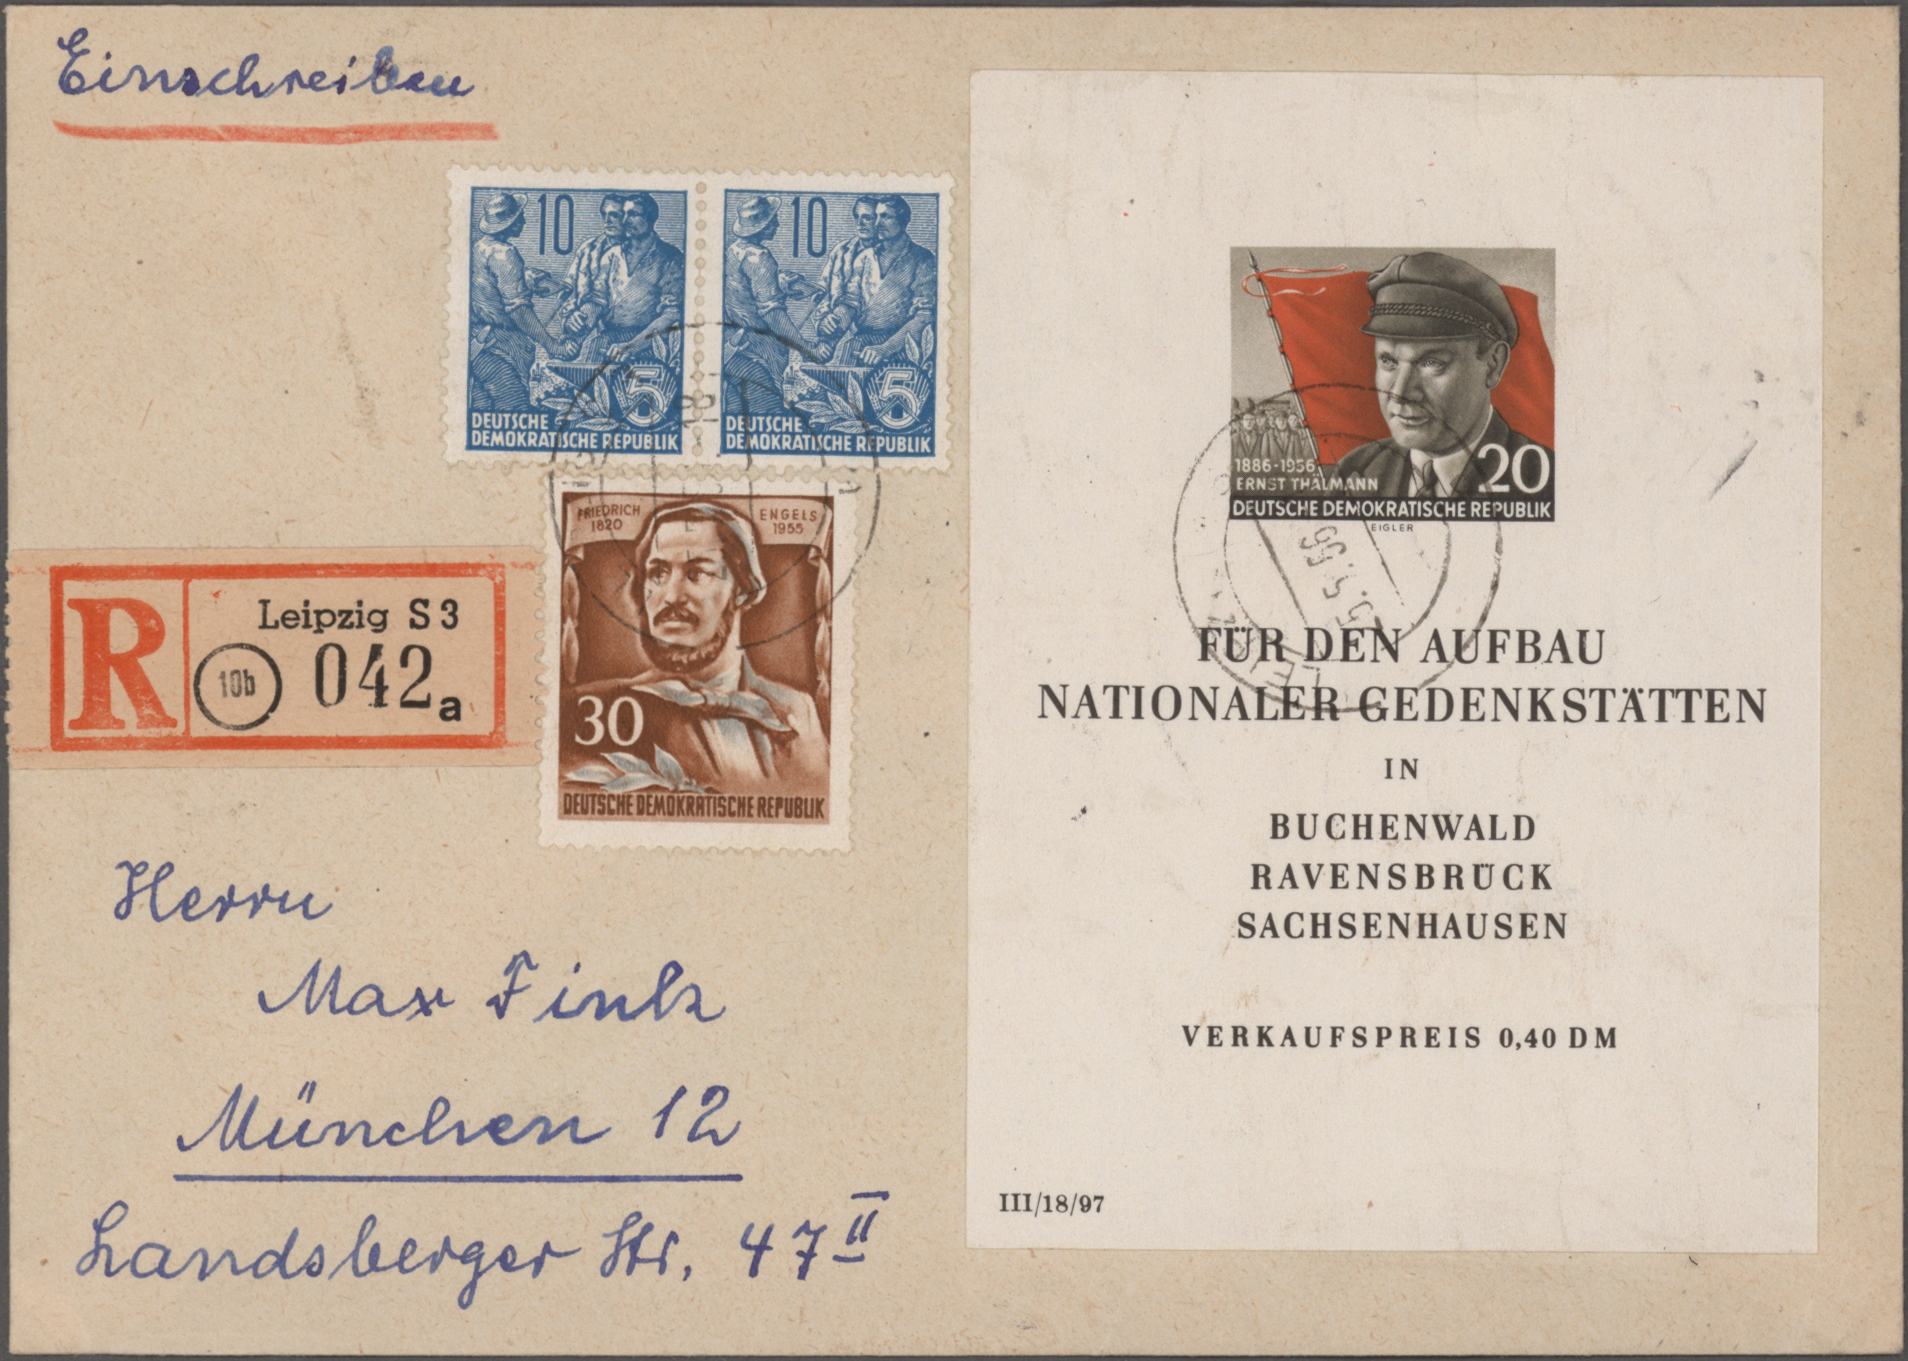 Einschreiben
10
5
DEUTSCHE
DEMOKRATISCHE REPUBLIK
10
5
DEUTSCHE
DEMOKRATISCHE REPUBLIK
FRIEDRICH
1820
ENGELS
1955
30
DEUTSCHE DEMOKRATISCHE REPUBLIK
R
Leipzig S 3
10b
042 a
Herrn
Max Fink
München 12
Landsberger Str. 47 II
1886-1956
ERNST THÄLMANN
20
DEUTSCHE DEMOKRATISCHE REPUBLIK
EIGLER
FÜR DEN AUFBAU
NATIONALER GEDENKSTÄTTEN
IN
BUCHENWALD
RAVENSBRÜCK
SACHSENHAUSEN
VERKAUFSPREIS 0,40 DM
III/18/97